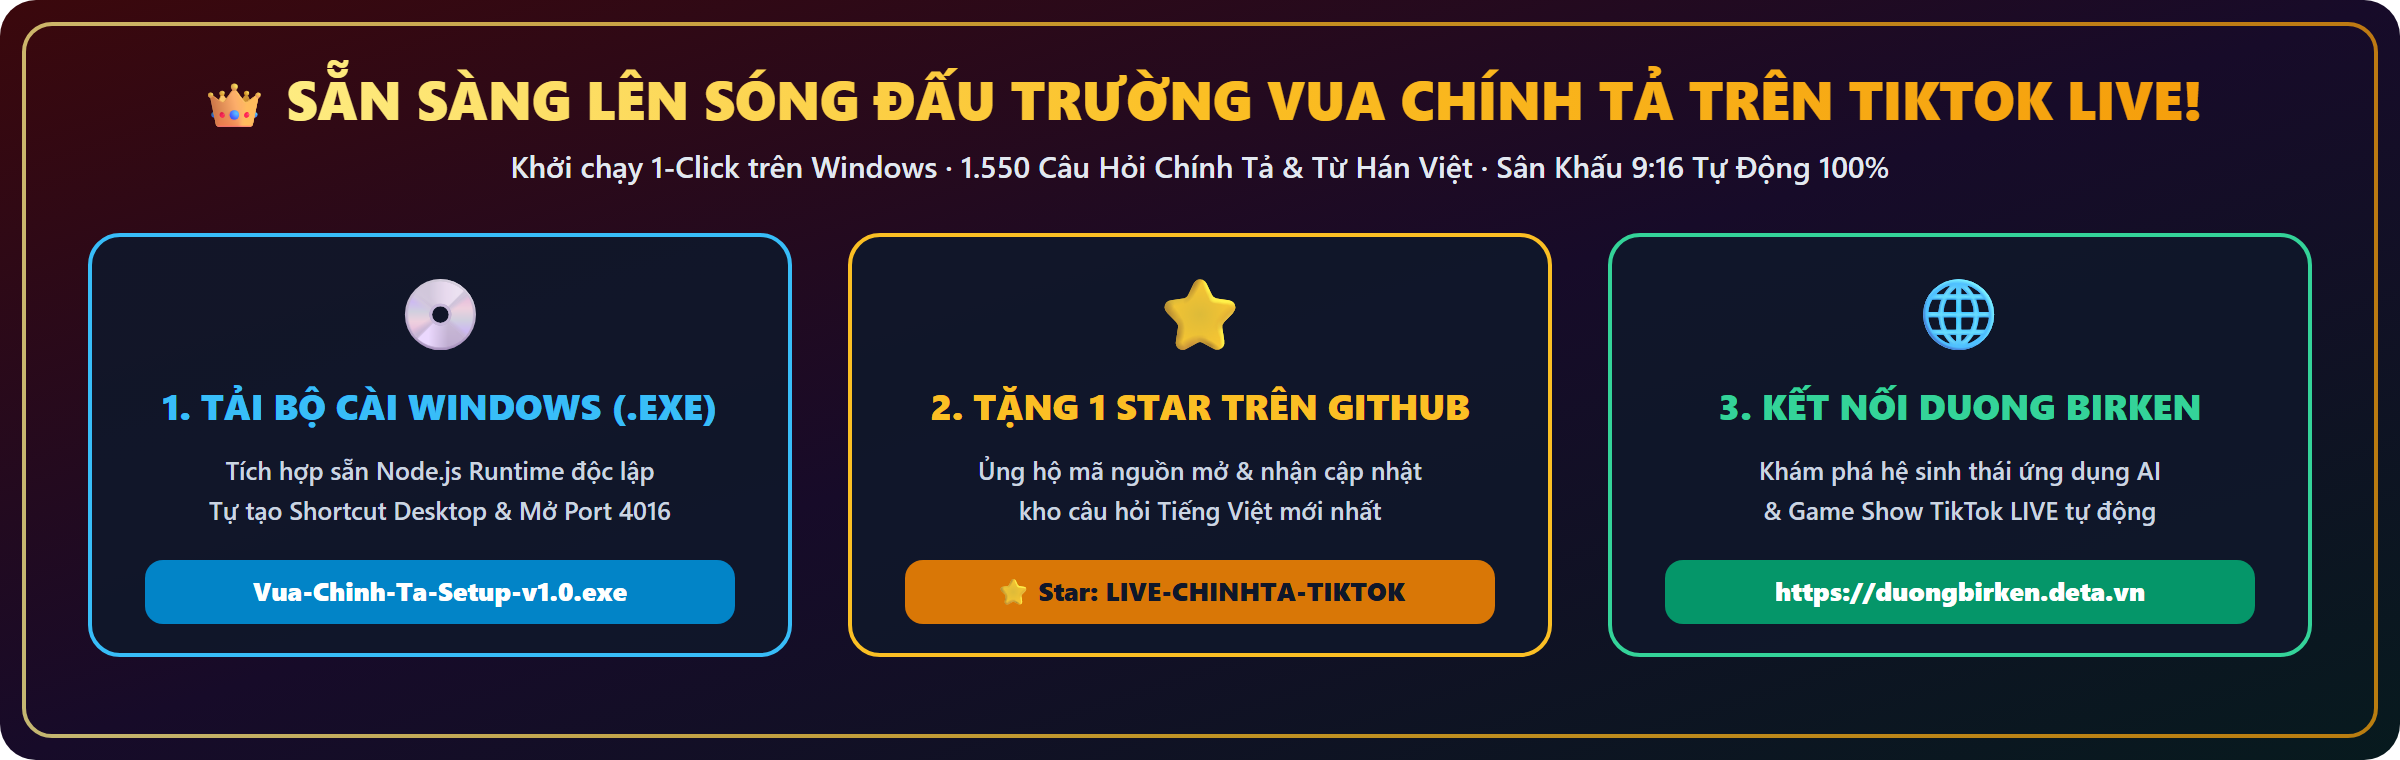 👑 SẴN SÀNG LÊN SÓNG ĐẤU TRƯỜNG VUA CHÍNH TẢ TRÊN TIKTOK LIVE!
Khởi chạy 1-Click trên Windows · 1.550 Câu Hỏi Chính Tả & Từ Hán Việt · Sân Khấu 9:16 Tự Động 100%
1. TẢI BỘ CÀI WINDOWS (.EXE)
Tích hợp sẵn Node.js Runtime độc lập
Tự tạo Shortcut Desktop & Mở Port 4016
Vua-Chinh-Ta-Setup-v1.0.exe
2. TẶNG 1 STAR TRÊN GITHUB
Ủng hộ mã nguồn mở & nhận cập nhật
kho câu hỏi Tiếng Việt mới nhất
⭐ Star: LIVE-CHINHTA-TIKTOK
3. KẾT NỐI DUONG BIRKEN
Khám phá hệ sinh thái ứng dụng AI
& Game Show TikTok LIVE tự động
https://duongbirken.deta.vn